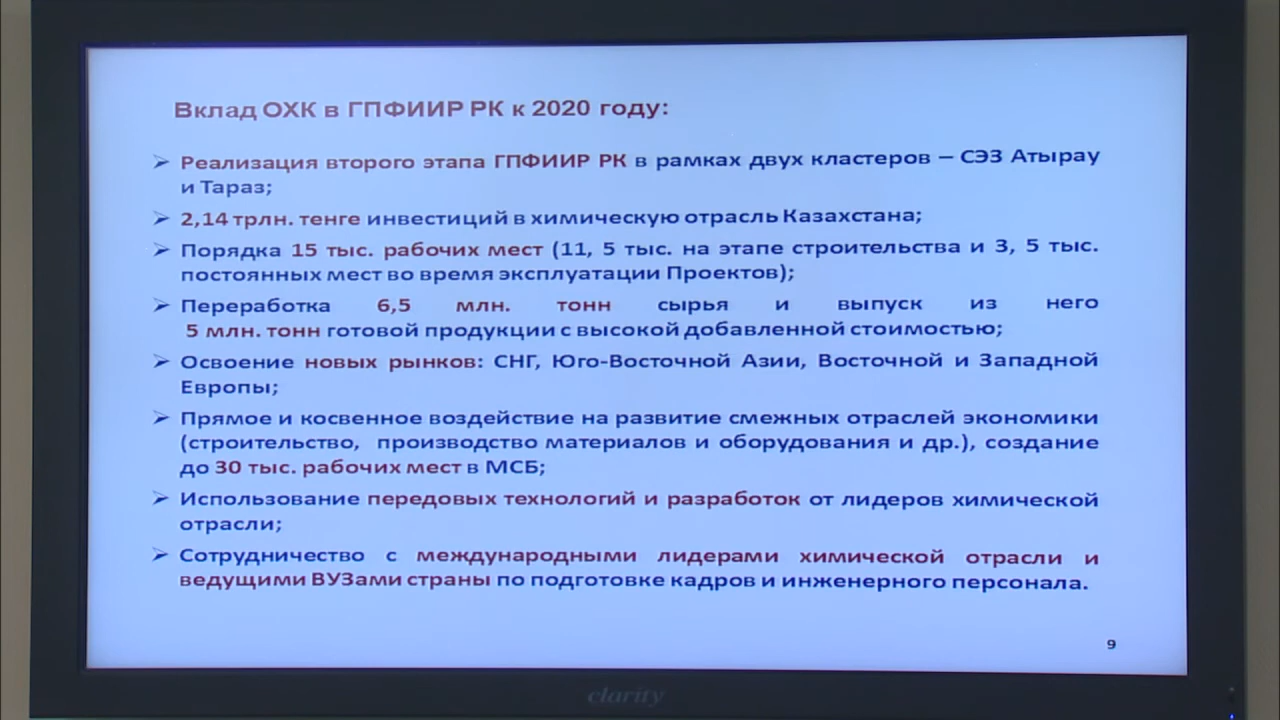 Вклад ОХК в ГПФИИР РК к 2020 году:
➢ Реализация второго этапа ГПФИИР РК в рамках двух кластеров – СЭЗ Атырау
и Тараз;
➢ 2,14 трлн. тенге инвестиций в химическую отрасль Казахстана;
➢ Порядка 15 тыс. рабочих мест (11, 5 тыс. на этапе строительства и 3, 5 тыс.
постоянных мест во время эксплуатации Проектов);
➢ Переработка 6,5 млн. тонн сырья и выпуск из него
5 млн. тонн готовой продукции с высокой добавленной стоимостью;
➢ Освоение новых рынков: СНГ, Юго-Восточной Азии, Восточной и Западной
Европы;
➢ Прямое и косвенное воздействие на развитие смежных отраслей экономики
(строительство, производство материалов и оборудования и др.), создание
до 30 тыс. рабочих мест в МСБ;
➢ Использование передовых технологий и разработок от лидеров химической
отрасли;
➢ Сотрудничество с международными лидерами химической отрасли и
ведущими ВУЗами страны по подготовке кадров и инженерного персонала.
9
clarity